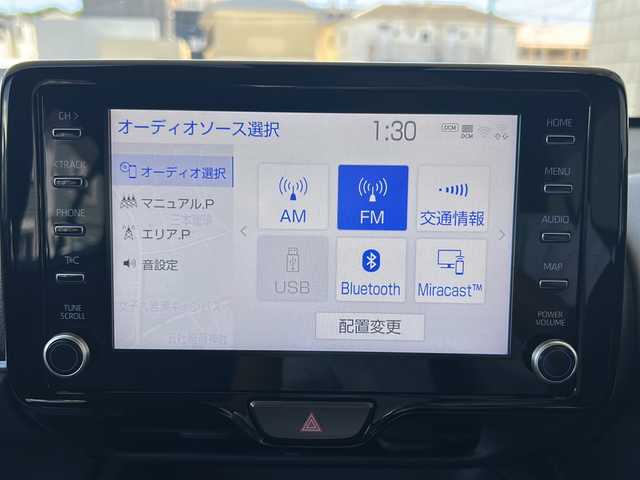 CH >
<TRACK
PHONE
T*C
TUNE
SCROLL
オーディオソース選択
1:30
DCM
DCM
オーディオ選択
マニュアル.P
エリア.P
音設定
AM
FM
交通情報
USB
Bluetooth
Miracast™
配置変更
HOME
MENU
AUDIO
MAP
POWER
VOLUME